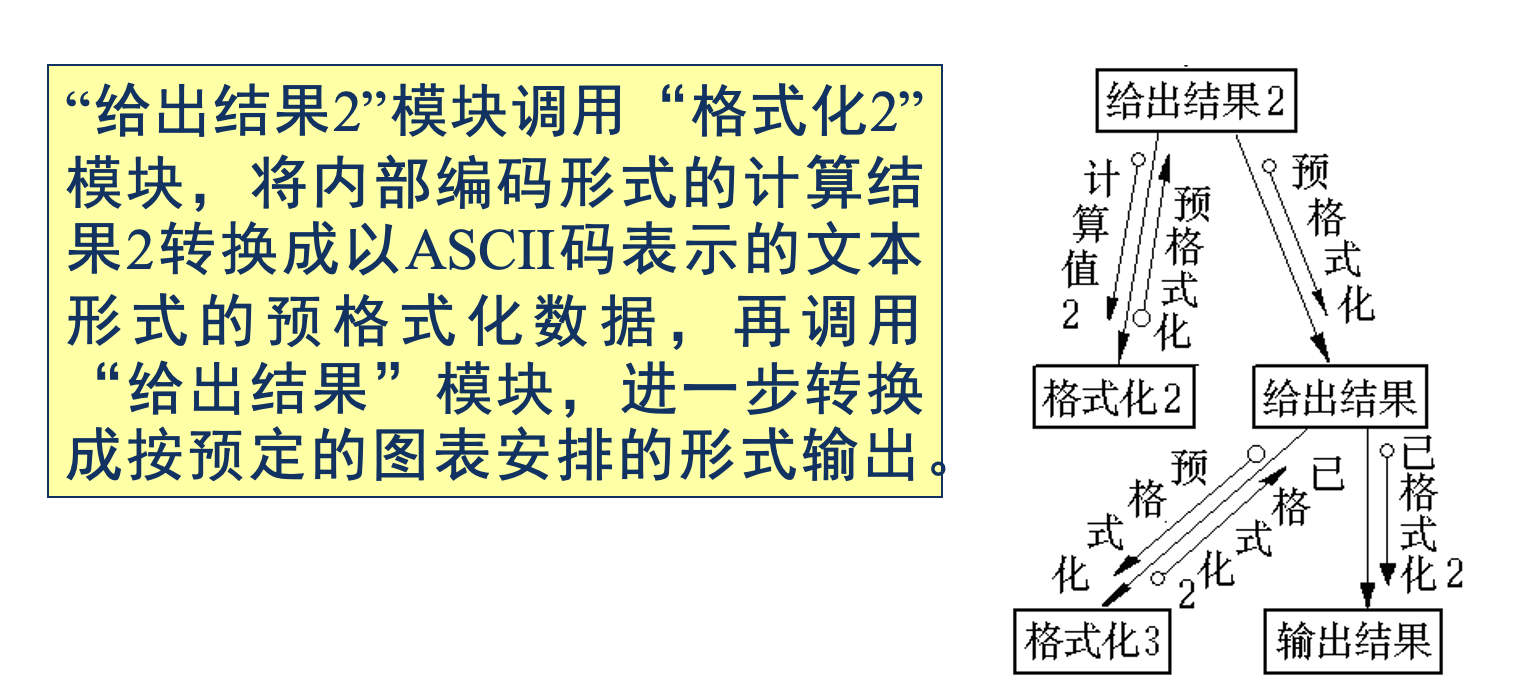 “给出结果2”模块调用“格式化2”
模块，将内部编码形式的计算结
果2转换成以ASCII码表示的文本
形式的预格式化数据，再调用
“给出结果”模块，进一步转换
成按预定的图表安排的形式输出。
给出结果2
计算值2
预格式化
预格式化
格式化2
给出结果
预格式化
已格式化2
已格式化2
格式化3
输出结果